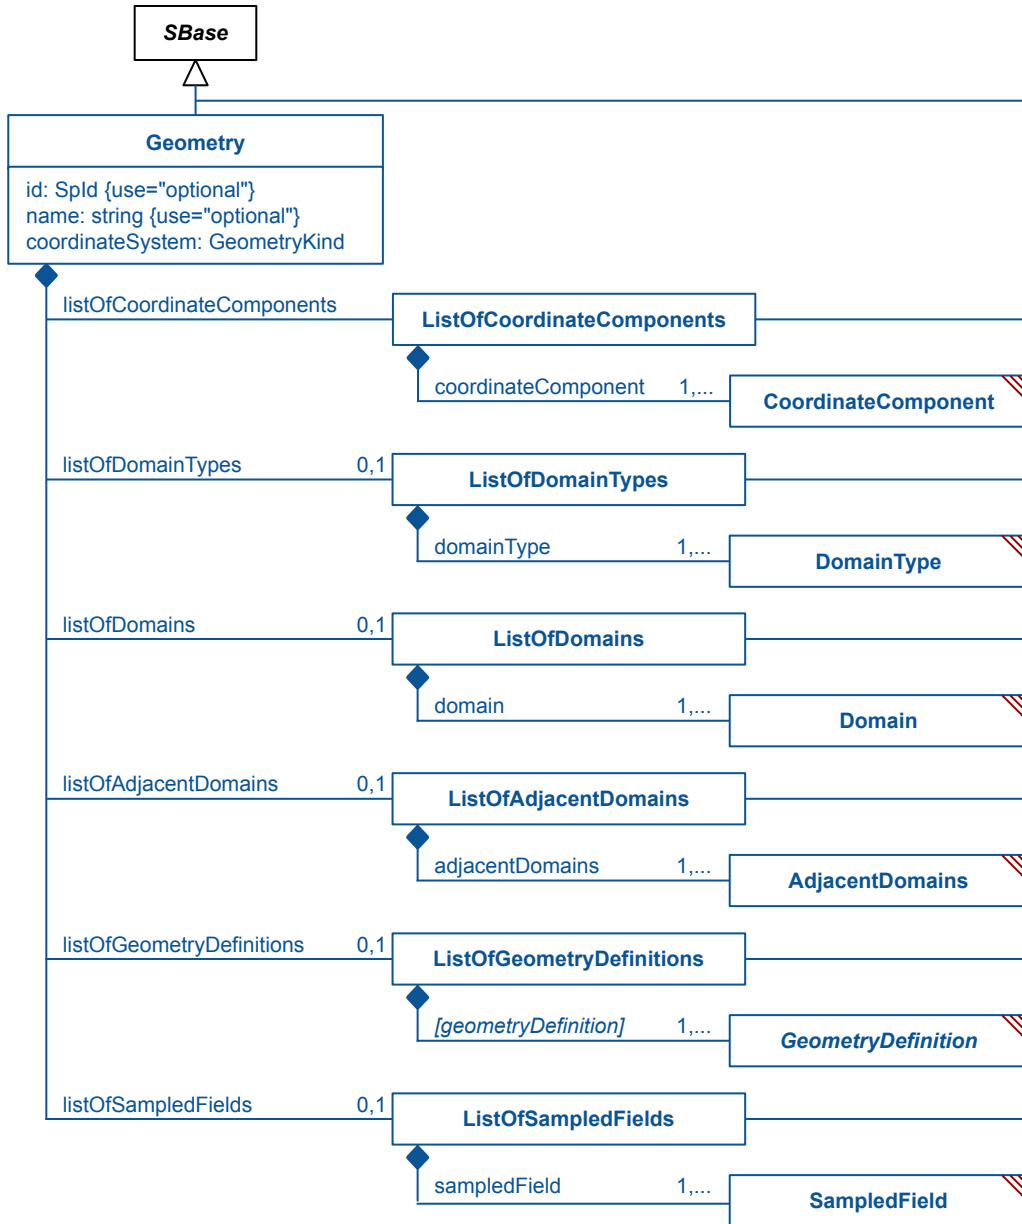 SBase
Geometry
id: SpId {use="optional"}
name: string {use="optional"}
coordinateSystem: GeometryKind
listOfCoordinateComponents
ListOfCoordinateComponents
coordinateComponent 1,...
CoordinateComponent
listOfDomainTypes 0,1
ListOfDomainTypes
domainType 1,...
DomainType
listOfDomains 0,1
ListOfDomains
domain 1,...
Domain
listOfAdjacentDomains 0,1
ListOfAdjacentDomains
adjacentDomains 1,...
AdjacentDomains
listOfGeometryDefinitions 0,1
ListOfGeometryDefinitions
[geometryDefinition] 1,...
GeometryDefinition
listOfSampledFields 0,1
ListOfSampledFields
sampledField 1,...
SampledField